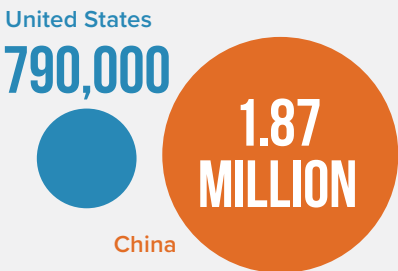 United States
790,000
1.87
MILLION
China